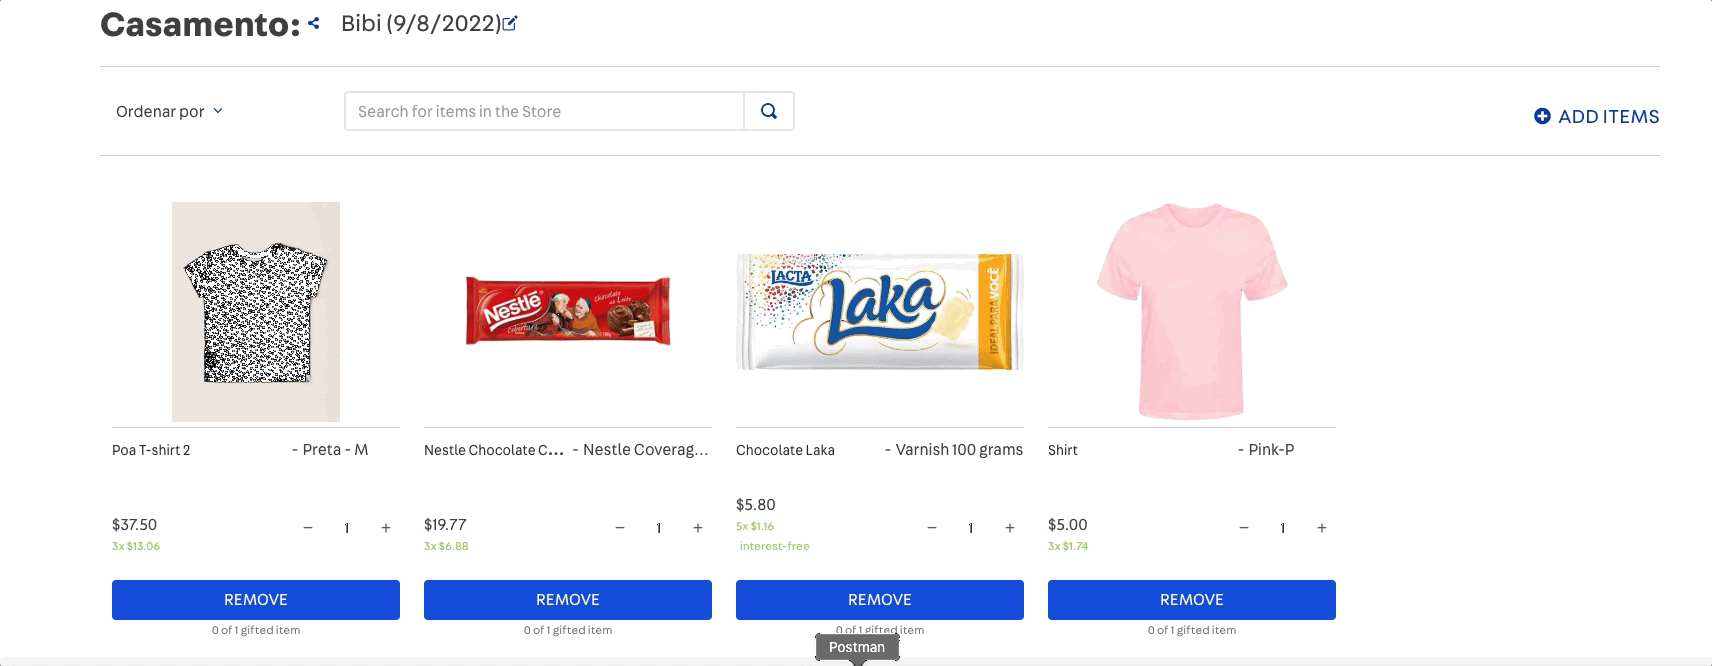 Casamento: Bibi (9/8/2022)
Ordenar por
Search for items in the Store
ADD ITEMS
Nestlé
Chocolate ao Leite
Cobertura
LACTA
Laka
IDEAL PARA VOCÊ
Poa T-shirt 2 - Preta - M
Nestle Chocolate C... - Nestle Coverag...
Chocolate Laka - Varnish 100 grams
Shirt - Pink-P
$37.50 − 1 +
3x $13.06
$19.77 − 1 +
3x $6.88
$5.80
5x $1.16 − 1 +
interest-free
$5.00 − 1 +
3x $1.74
REMOVE
REMOVE
REMOVE
REMOVE
0 of 1 gifted item
0 of 1 gifted item
0 of 1 gifted item
0 of 1 gifted item
Postman